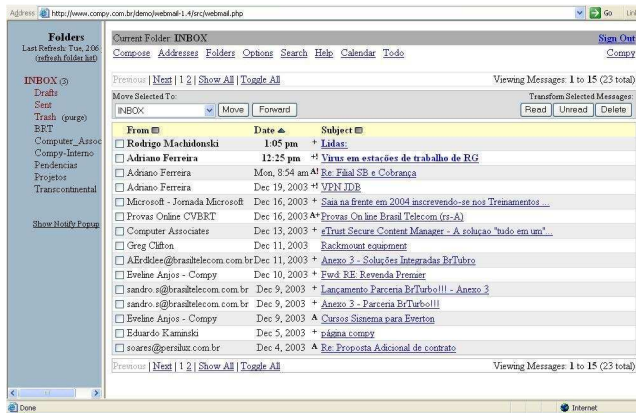 Address http://www.compy.com.br/demo/webmail-1.4/src/webmail.php Go
Folders
Last Refresh: Tue, 2:06
(refresh folder list)
INBOX (3)
Drafts
Sent
Trash (purge)
BRT
Computer_Assoc
Compy-Interno
Pendencias
Projetos
Transcontinental
Show Notify Popup
Current Folder: INBOX Sign Out
Compose Addresses Folders Options Search Help Calendar Todo Compy
Previous | Next | 1 2 | Show All | Toggle All Viewing Messages: 1 to 15 (23 total)
Move Selected To: Transform Selected Messages:
INBOX Move Forward Read Unread Delete
From Date Subject
Rodrigo Machidonski 1:05 pm + Lidas:
Adriano Ferreira 12:25 pm +! Virus em estações de trabalho de RG
Adriano Ferreira Mon, 8:54 am A! Re: Filial SB e Cobrança
Adriano Ferreira Dec 19, 2003 +! VPN JDB
Microsoft - Jornada Microsoft Dec 16, 2003 + Saia na frente em 2004 inscrevendo-se nos Treinamentos ...
Provas Online CVBRT Dec 16, 2003 A+ Provas On line Brasil Telecom (rs-A)
Computer Associates Dec 13, 2003 + eTrust Secure Content Manager - A soluçao "tudo em um"...
Greg Clifton Dec 11, 2003 Rackmount equipment
AErdklee@brasiltelecom.com.br Dec 11, 2003 + Anexo 3 - Soluções Integradas BrTubro
Eveline Anjos - Compy Dec 10, 2003 + Fwd: RE: Revenda Premier
sandro.s@brasiltelecom.com.br Dec 9, 2003 + Lançamento Parceria BrTurbo!!! - Anexo 3
sandro.s@brasiltelecom.com.br Dec 9, 2003 + Anexo 3 - Parceria BrTurbo!!!
Eveline Anjos - Compy Dec 9, 2003 A Cursos Sisnema para Everton
Eduardo Kaminski Dec 5, 2003 + página compy
soares@persilux.com.br Dec 4, 2003 A Re: Proposta Adicional de contrato
Previous | Next | 1 2 | Show All | Toggle All Viewing Messages: 1 to 15 (23 total)
Done Internet